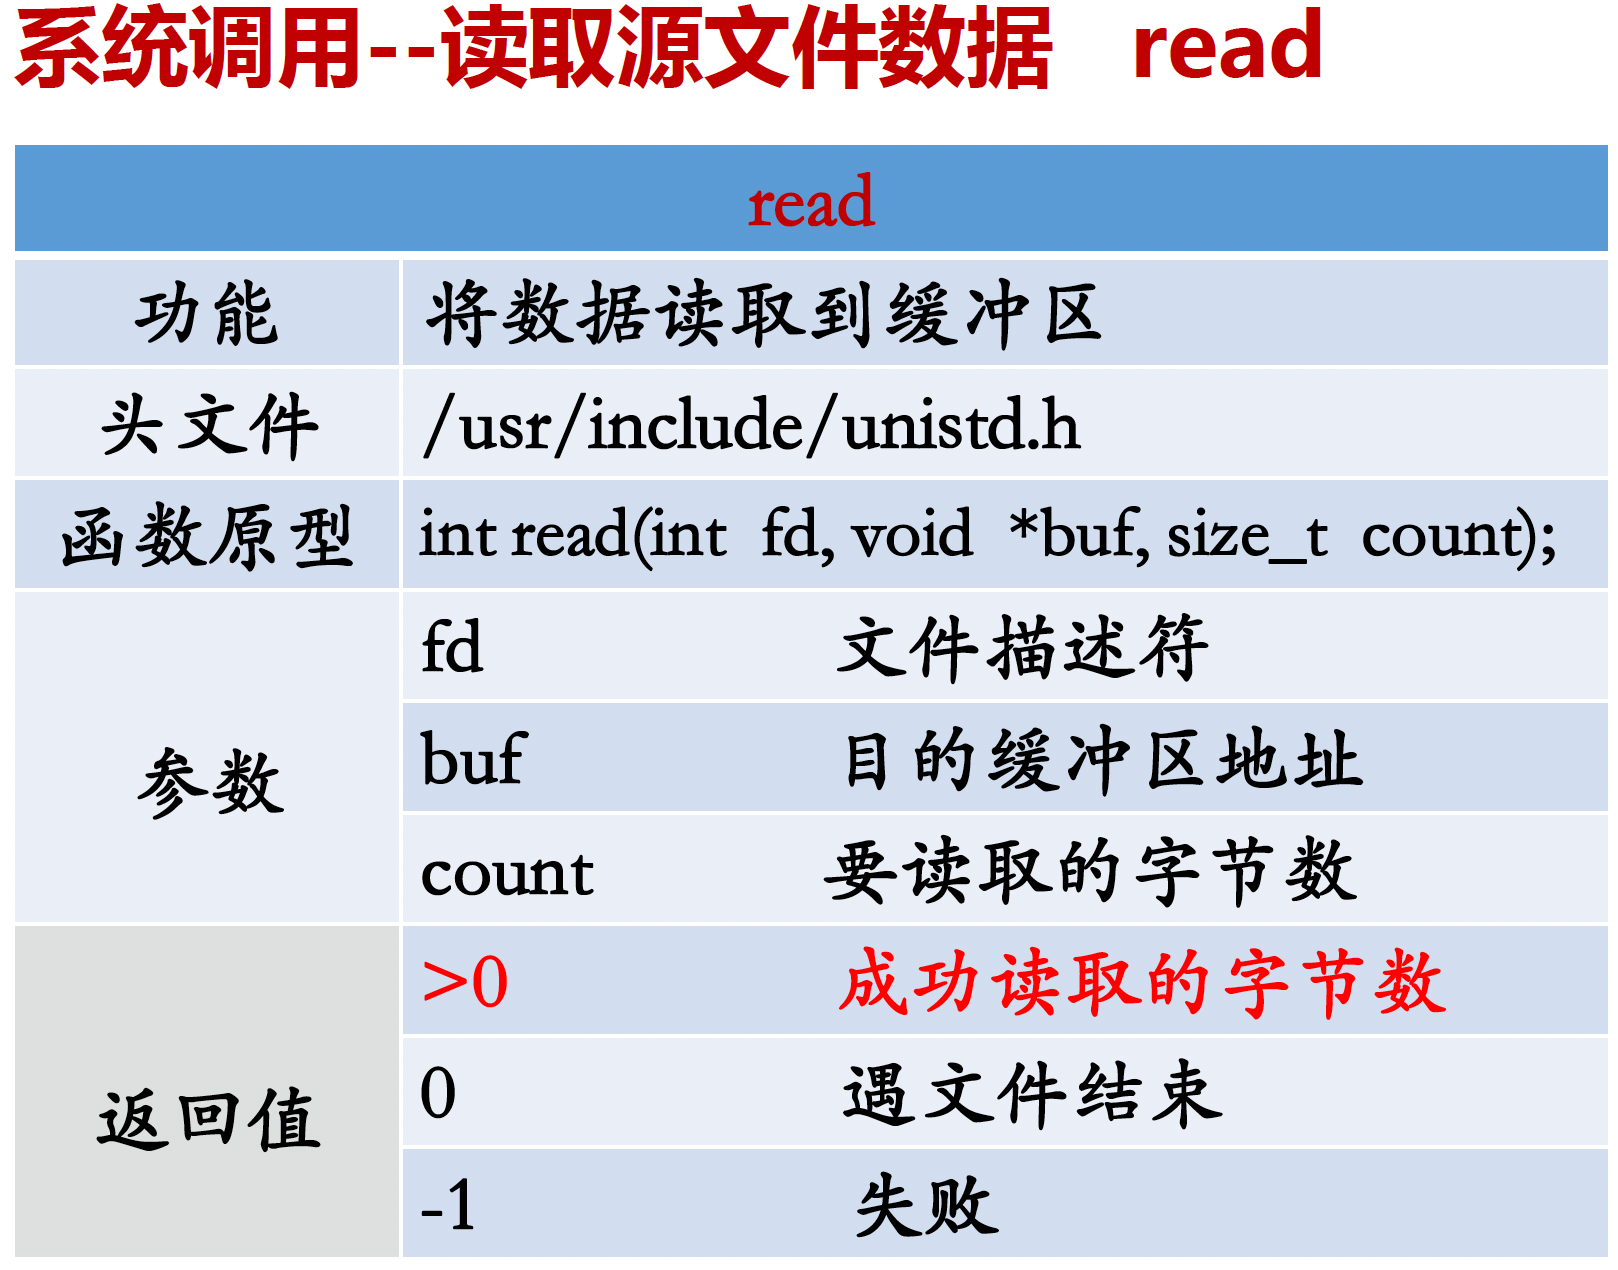 系统调用--读取源文件数据 read
read
功能 将数据读取到缓冲区
头文件 /usr/include/unistd.h
函数原型 int read(int fd, void *buf, size_t count);
参数
fd 文件描述符
buf 目的缓冲区地址
count 要读取的字节数
返回值
>0 成功读取的字节数
0 遇文件结束
-1 失败